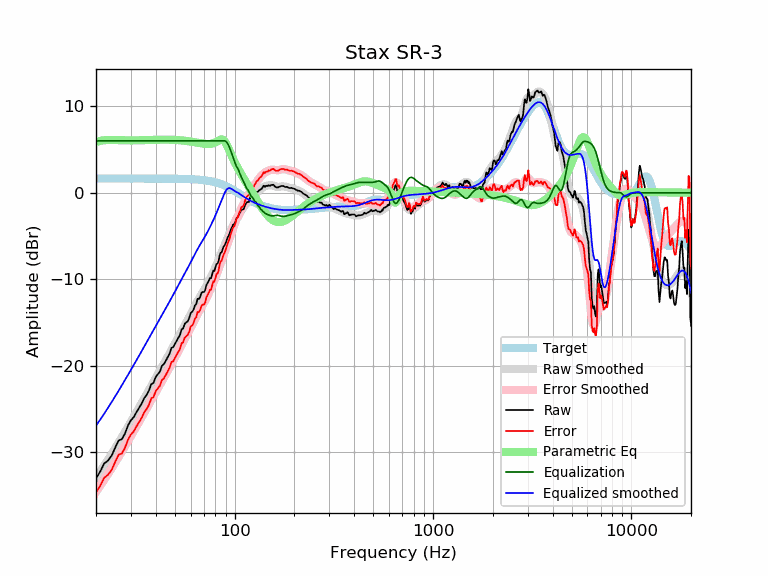 Stax SR-3
Amplitude (dBr)
10
0
−10
−20
−30
Target
Raw Smoothed
Error Smoothed
Raw
Error
Parametric Eq
Equalization
Equalized smoothed
100
1000
10000
Frequency (Hz)